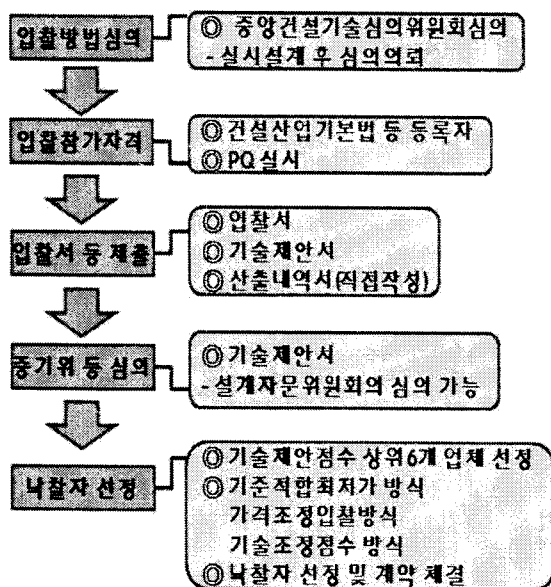 입찰방법심의
◎ 중앙건설기술심의위원회심의
- 실시설계 후 심의의뢰
입찰참가자격
◎ 건설산업기본법 등 등록자
◎ PQ 실시
입찰서 등 제출
◎ 입찰서
◎ 기술제안서
◎ 산출내역서(직접작성)
중기위 등 심의
◎ 기술제안서
- 설계자문위원회의 심의 가능
낙찰자 선정
◎ 기술제안점수 상위6개 업체 선정
◎ 기준적합최저가 방식
가격조정입찰방식
기술조정점수 방식
◎ 낙찰자 선정 및 계약 체결